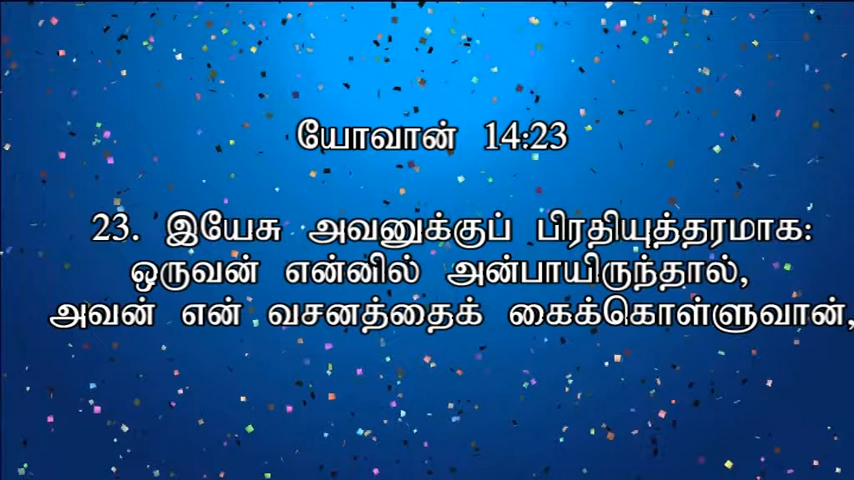 யோவான் 14:23
23. இயேசு அவனுக்குப் பிரதியுத்தரமாக:
ஒருவன் என்னில் அன்பாயிருந்தால்,
அவன் என் வசனத்தைக் கைக்கொள்ளுவான்,